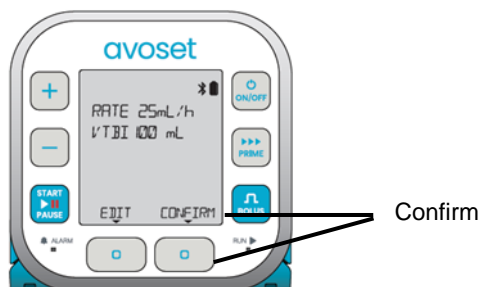 avoset
ON/OFF
RATE 25mL/h
VTBI 100 mL
PRIME
START
PAUSE
BOLUS
EDIT CONFIRM
Confirm
ALARM
RUN